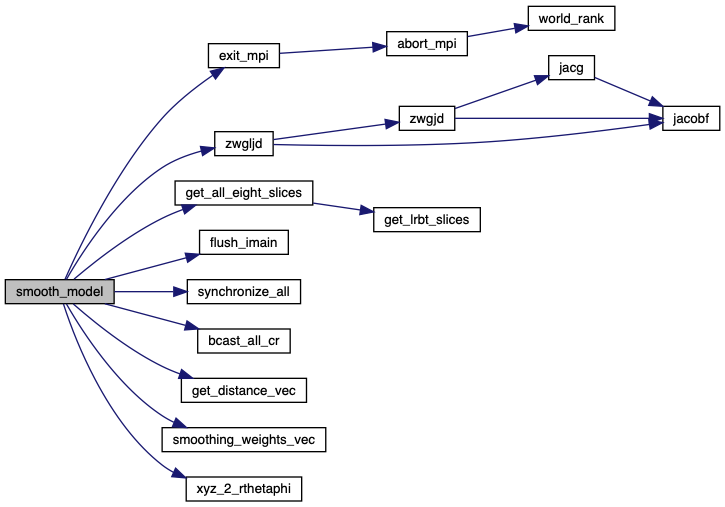 world_rank
abort_mpi
exit_mpi
jacg
zwgjd
jacobf
zwgljd
get_all_eight_slices
get_lrbt_slices
flush_imain
smooth_model
synchronize_all
bcast_all_cr
get_distance_vec
smoothing_weights_vec
xyz_2_rthetaphi